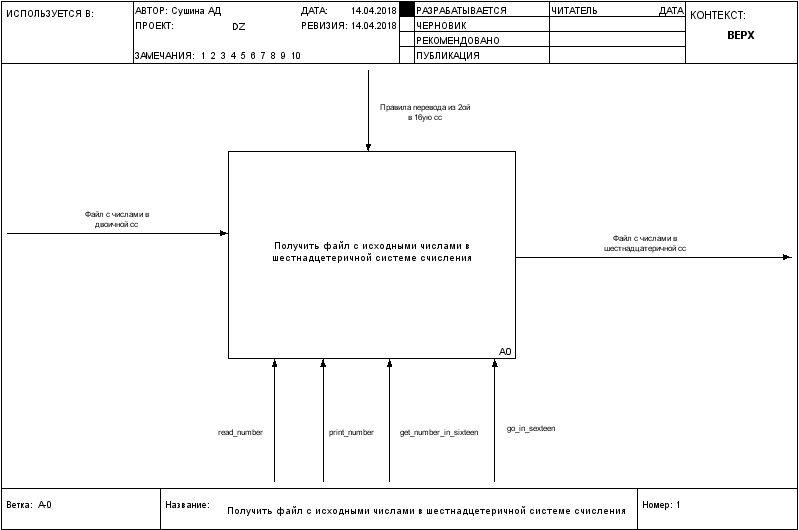 ИСПОЛЬЗУЕТСЯ В:
АВТОР: Сушина АД
ДАТА: 14.04.2018
ПРОЕКТ: DZ
РЕВИЗИЯ: 14.04.2018
ЗАМЕЧАНИЯ: 1 2 3 4 5 6 7 8 9 10
РАЗРАБАТЫВАЕТСЯ
ЧЕРНОВИК
РЕКОМЕНДОВАНО
ПУБЛИКАЦИЯ
ЧИТАТЕЛЬ ДАТА
КОНТЕКСТ:
ВЕРХ
Правила перевода из 2ой
в 16ую сс
Файл с числами в
двоичной сс
Получить файл с исходными числами в
шестнадцетеричной системе счисления
A0
Файл с числами в
шестнадцатеричной сс
read_number
print_number
get_number_in_sixteen
go_in_sexteen
Ветка: A-0
Название: Получить файл с исходными числами в шестнадцетеричной системе счисления
Номер: 1